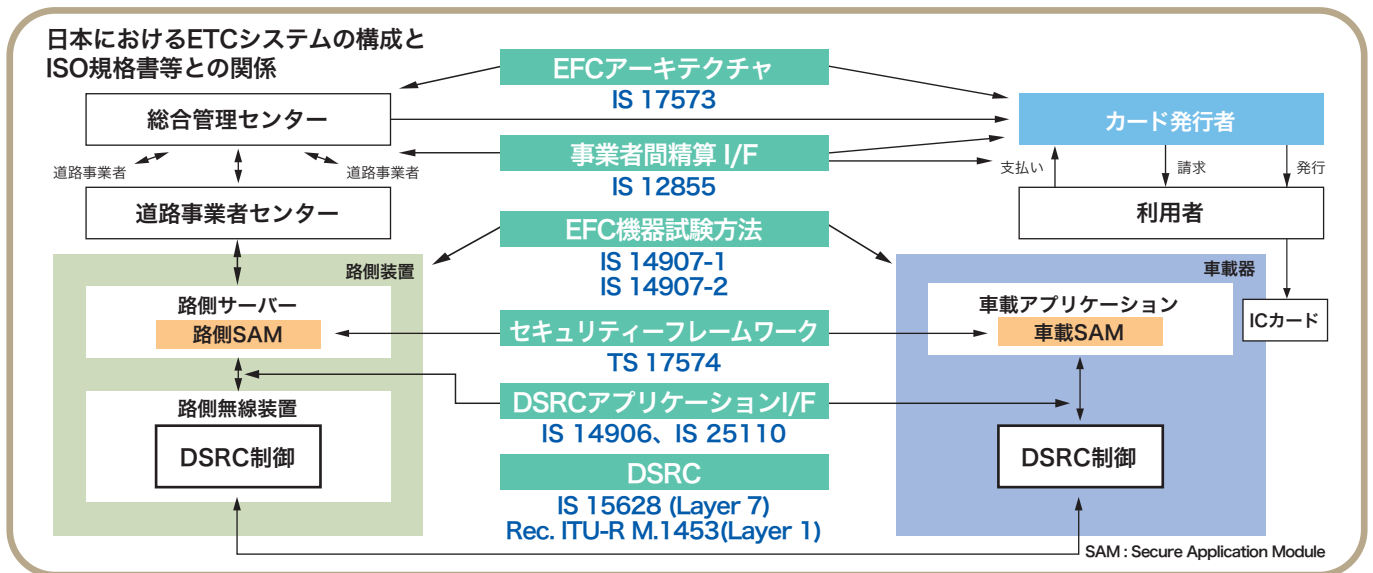 日本におけるETCシステムの構成と
ISO規格書等との関係
EFCアーキテクチャ
IS 17573
総合管理センター
カード発行者
事業者間精算 I/F
IS 12855
道路事業者
道路事業者
支払い
請求
発行
道路事業者センター
利用者
EFC機器試験方法
IS 14907-1
IS 14907-2
路側装置
車載器
路側サーバー
路側SAM
車載アプリケーション
車載SAM
ICカード
セキュリティーフレームワーク
TS 17574
DSRCアプリケーションI/F
IS 14906、IS 25110
路側無線装置
DSRC制御
DSRC制御
DSRC
IS 15628 (Layer 7)
Rec. ITU-R M.1453(Layer 1)
SAM : Secure Application Module